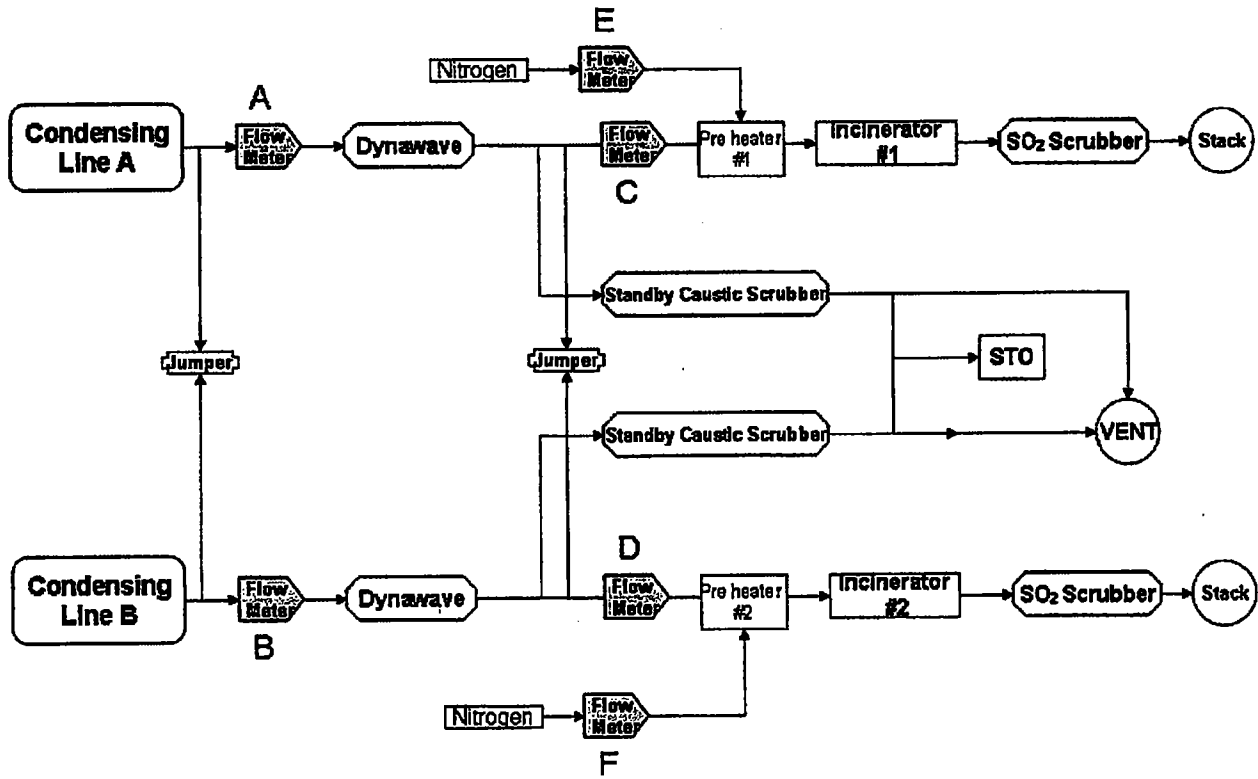 E
Nitrogen
Flow
Meter
A
Condensing
Line A
Flow
Meter
Dynawave
Flow
Meter
C
Pre heater
#1
Incinerator
#1
SO₂ Scrubber
Stack
Standby Caustic Scrubber
Jumper
Jumper
STO
Standby Caustic Scrubber
VENT
Condensing
Line B
Flow
Meter
B
Dynawave
D
Flow
Meter
Pre heater
#2
Incinerator
#2
SO₂ Scrubber
Stack
Nitrogen
Flow
Meter
F